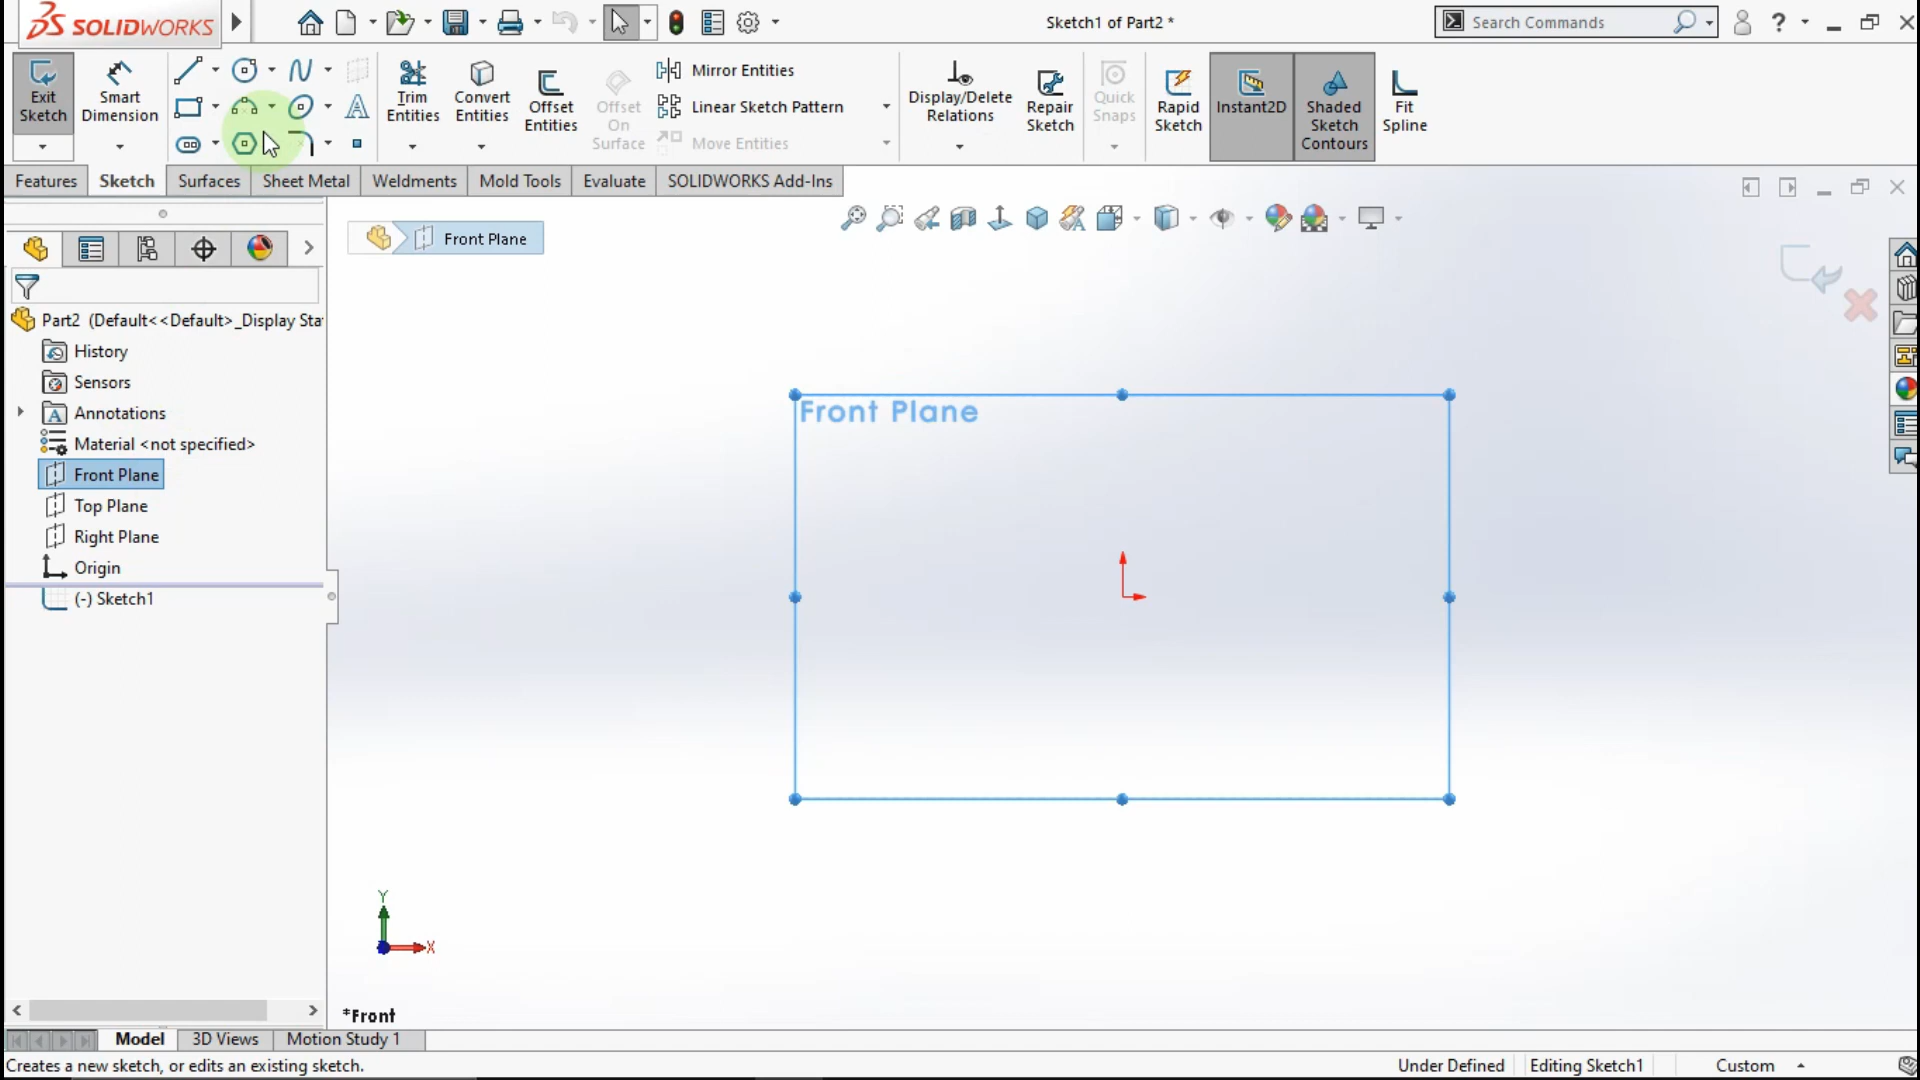 SOLIDWORKS
Sketch1 of Part2 *
Search Commands
Exit Sketch
Smart Dimension
Trim Entities
Convert Entities
Offset Entities
Offset On Surface
Mirror Entities
Linear Sketch Pattern
Move Entities
Display/Delete Relations
Repair Sketch
Quick Snaps
Rapid Sketch
Instant2D
Shaded Sketch Contours
Fit Spline
Features
Sketch
Surfaces
Sheet Metal
Weldments
Mold Tools
Evaluate
SOLIDWORKS Add-Ins
Front Plane
Part2 (Default<<Default>_Display Sta
History
Sensors
Annotations
Material <not specified>
Front Plane
Top Plane
Right Plane
Origin
(-) Sketch1
Front Plane
Y
X
*Front
Model
3D Views
Motion Study 1
Creates a new sketch, or edits an existing sketch.
Under Defined
Editing Sketch1
Custom